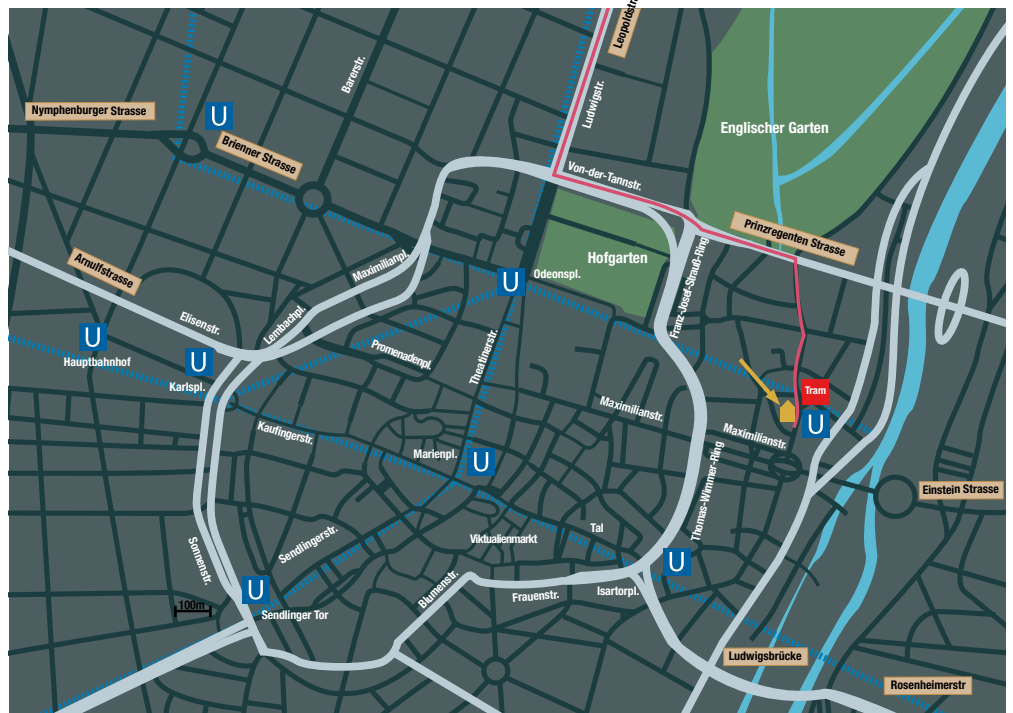 Leopoldstr
Barerstr.
Ludwigstr.
Nymphenburger Strasse
U
Englischer Garten
Brienner Strasse
Von-der-Tannstr.
Prinzregenten Strasse
Arnulfstrasse
Maximilianpl.
Hofgarten
Franz-Josef-Strauß-Ring
U
Odeonspl.
Elisenstr.
Lembachpl.
U
Hauptbahnhof
U
Karlspl.
Promenadenpl.
Theatinerstr.
Tram
U
Maximilianstr.
Maximilianstr.
Kaufingerstr.
Marienpl.
U
Thomas-Wimmer-Ring
Einstein Strasse
Sendlingerstr.
Viktualienmarkt
Tal
Sonnenstr.
U
Sendlinger Tor
100m
Blumenstr.
Frauenstr.
Isartorpl.
U
Ludwigsbrücke
Rosenheimerstr